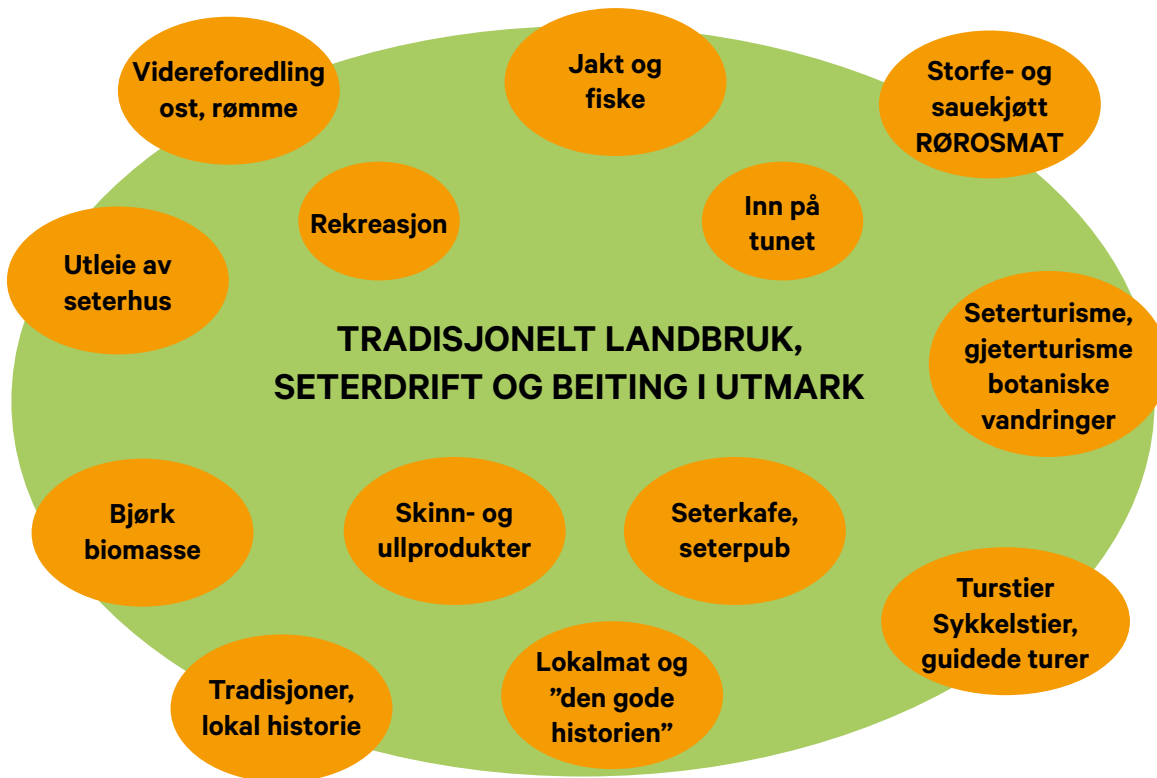 Videreforedling
ost, rømme
Jakt og
fiske
Storfe- og
sauekjøtt
RØROSMAT
Rekreasjon
Inn på
tunet
Utleie av
seterhus
Seterturisme,
gjeterturisme
botaniske
vandringer
TRADISJONELT LANDBRUK,
SETERDRIFT OG BEITING I UTMARK
Bjørk
biomasse
Skinn- og
ullprodukter
Seterkafe,
seterpub
Turstier
Sykkelstier,
guidede turer
Tradisjoner,
lokal historie
Lokalmat og
”den gode
historien”